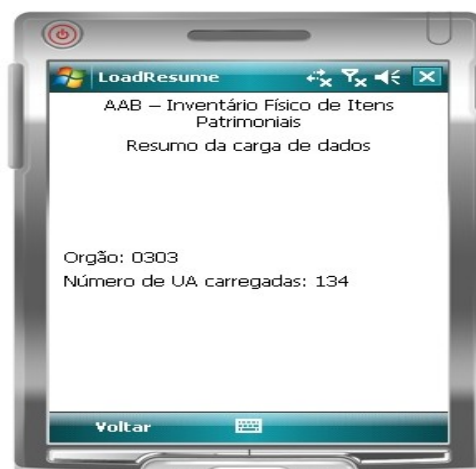 LoadResume
AAB – Inventário Físico de Itens
Patrimoniais
Resumo da carga de dados
Orgão: 0303
Número de UA carregadas: 134
Voltar